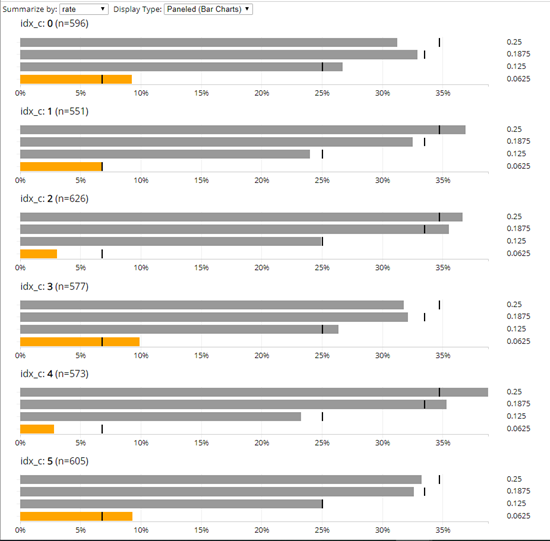 Summarize by: rate Display Type: Paneled (Bar Charts)
idx_c: 0 (n=596)
0.25
0.1875
0.125
0.0625
0% 5% 10% 15% 20% 25% 30% 35%
idx_c: 1 (n=551)
0.25
0.1875
0.125
0.0625
0% 5% 10% 15% 20% 25% 30% 35%
idx_c: 2 (n=626)
0.25
0.1875
0.125
0.0625
0% 5% 10% 15% 20% 25% 30% 35%
idx_c: 3 (n=577)
0.25
0.1875
0.125
0.0625
0% 5% 10% 15% 20% 25% 30% 35%
idx_c: 4 (n=573)
0.25
0.1875
0.125
0.0625
0% 5% 10% 15% 20% 25% 30% 35%
idx_c: 5 (n=605)
0.25
0.1875
0.125
0.0625
0% 5% 10% 15% 20% 25% 30% 35%